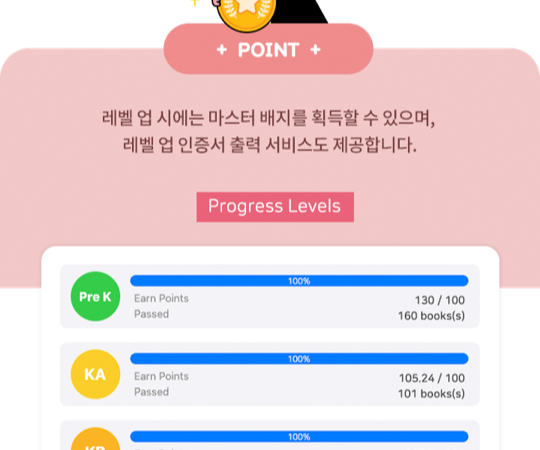 + POINT +
레벨 업 시에는 마스터 배지를 획득할 수 있으며,
레벨 업 인증서 출력 서비스도 제공합니다.
Progress Levels
Pre K
100%
Earn Points 130 / 100
Passed 160 books(s)
KA
100%
Earn Points 105.24 / 100
Passed 101 books(s)
100%